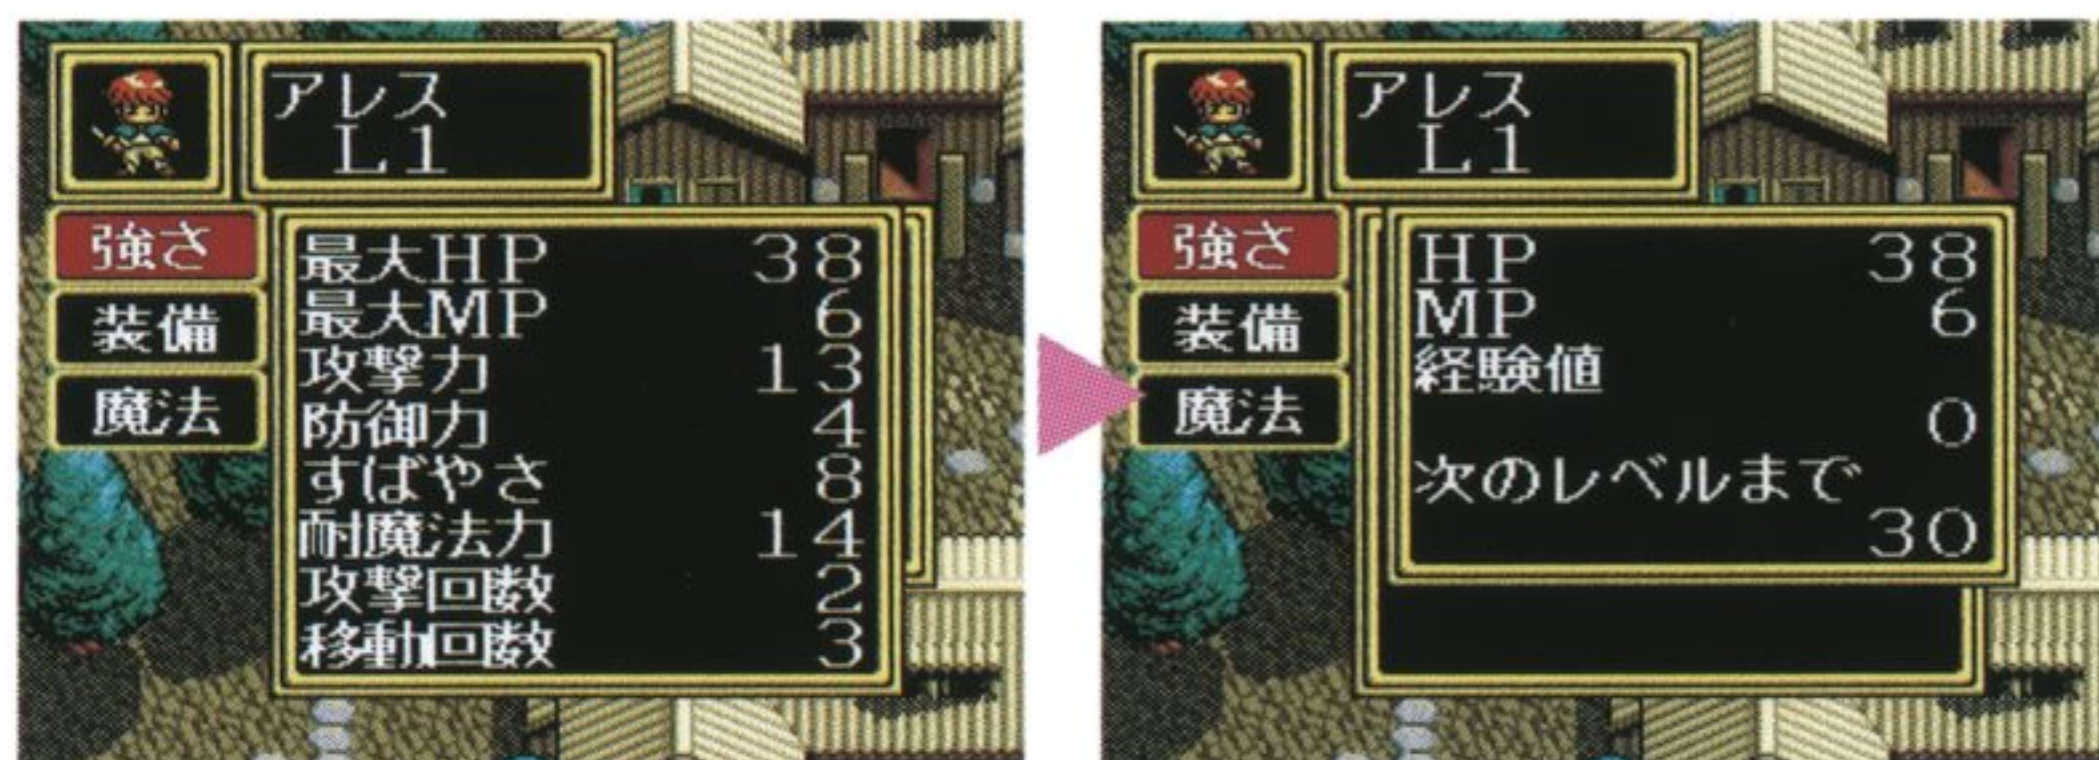 アレス
L1
強さ
装備
魔法
最大HP 38
最大MP 6
攻撃力 13
防御力 4
すばやさ 8
耐魔法力 14
攻撃回数 2
移動回数 3
アレス
L1
強さ
装備
魔法
HP 38
MP 6
経験値
0
次のレベルまで
30